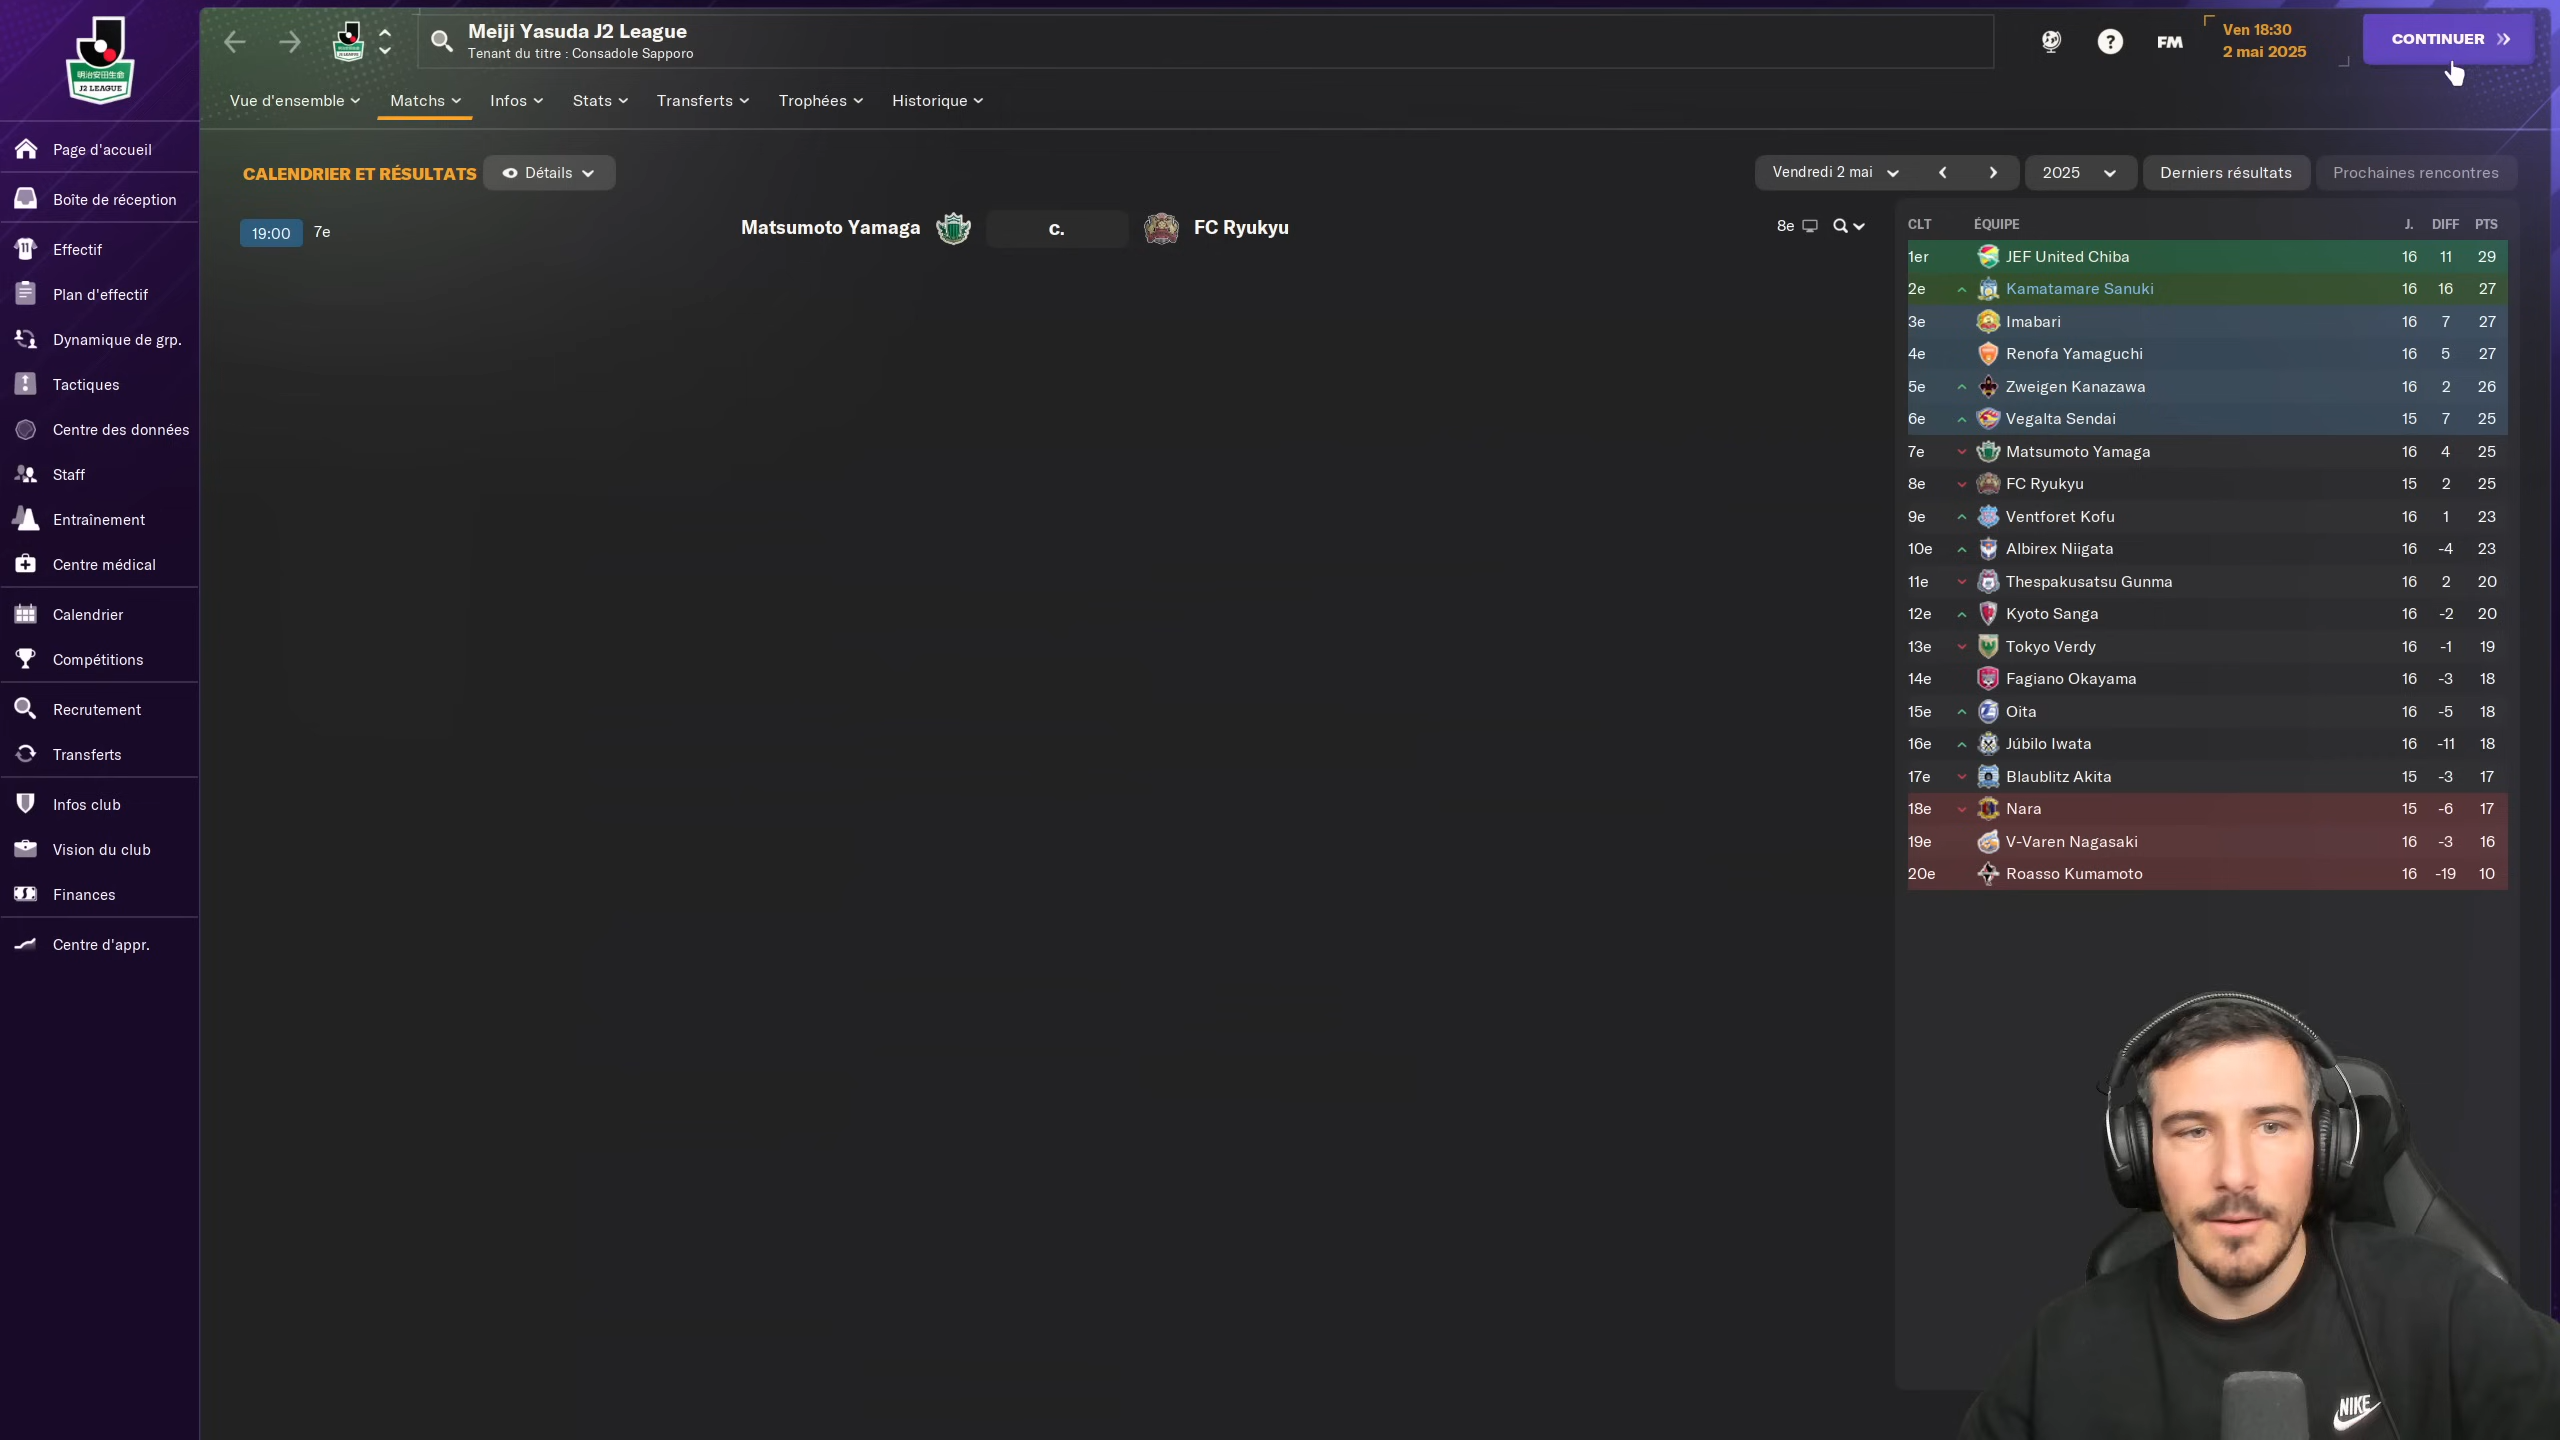 明治安田生命
J2 LEAGUE
Page d'accueil
Boîte de réception
Effectif
Plan d'effectif
Dynamique de grp.
Tactiques
Centre des données
Staff
Entraînement
Centre médical
Calendrier
Compétitions
Recrutement
Transferts
Infos club
Vision du club
Finances
Centre d'appr.
Meiji Yasuda J2 League
Tenant du titre : Consadole Sapporo
FM
Ven 18:30
2 mai 2025
CONTINUER
Vue d'ensemble
Matchs
Infos
Stats
Transferts
Trophées
Historique
CALENDRIER ET RÉSULTATS
Détails
Vendredi 2 mai
2025
Derniers résultats
Prochaines rencontres
19:00 7e Matsumoto Yamaga c. FC Ryukyu 8e
CLT ÉQUIPE J. DIFF PTS
1er JEF United Chiba 16 11 29
2e Kamatamare Sanuki 16 16 27
3e Imabari 16 7 27
4e Renofa Yamaguchi 16 5 27
5e Zweigen Kanazawa 16 2 26
6e Vegalta Sendai 15 7 25
7e Matsumoto Yamaga 16 4 25
8e FC Ryukyu 15 2 25
9e Ventforet Kofu 16 1 23
10e Albirex Niigata 16 -4 23
11e Thespakusatsu Gunma 16 2 20
12e Kyoto Sanga 16 -2 20
13e Tokyo Verdy 16 -1 19
14e Fagiano Okayama 16 -3 18
15e Oita 16 -5 18
16e Júbilo Iwata 16 -11 18
17e Blaublitz Akita 15 -3 17
18e Nara 15 -6 17
19e V-Varen Nagasaki 16 -3 16
20e Roasso Kumamoto 16 -19 10
NIKE